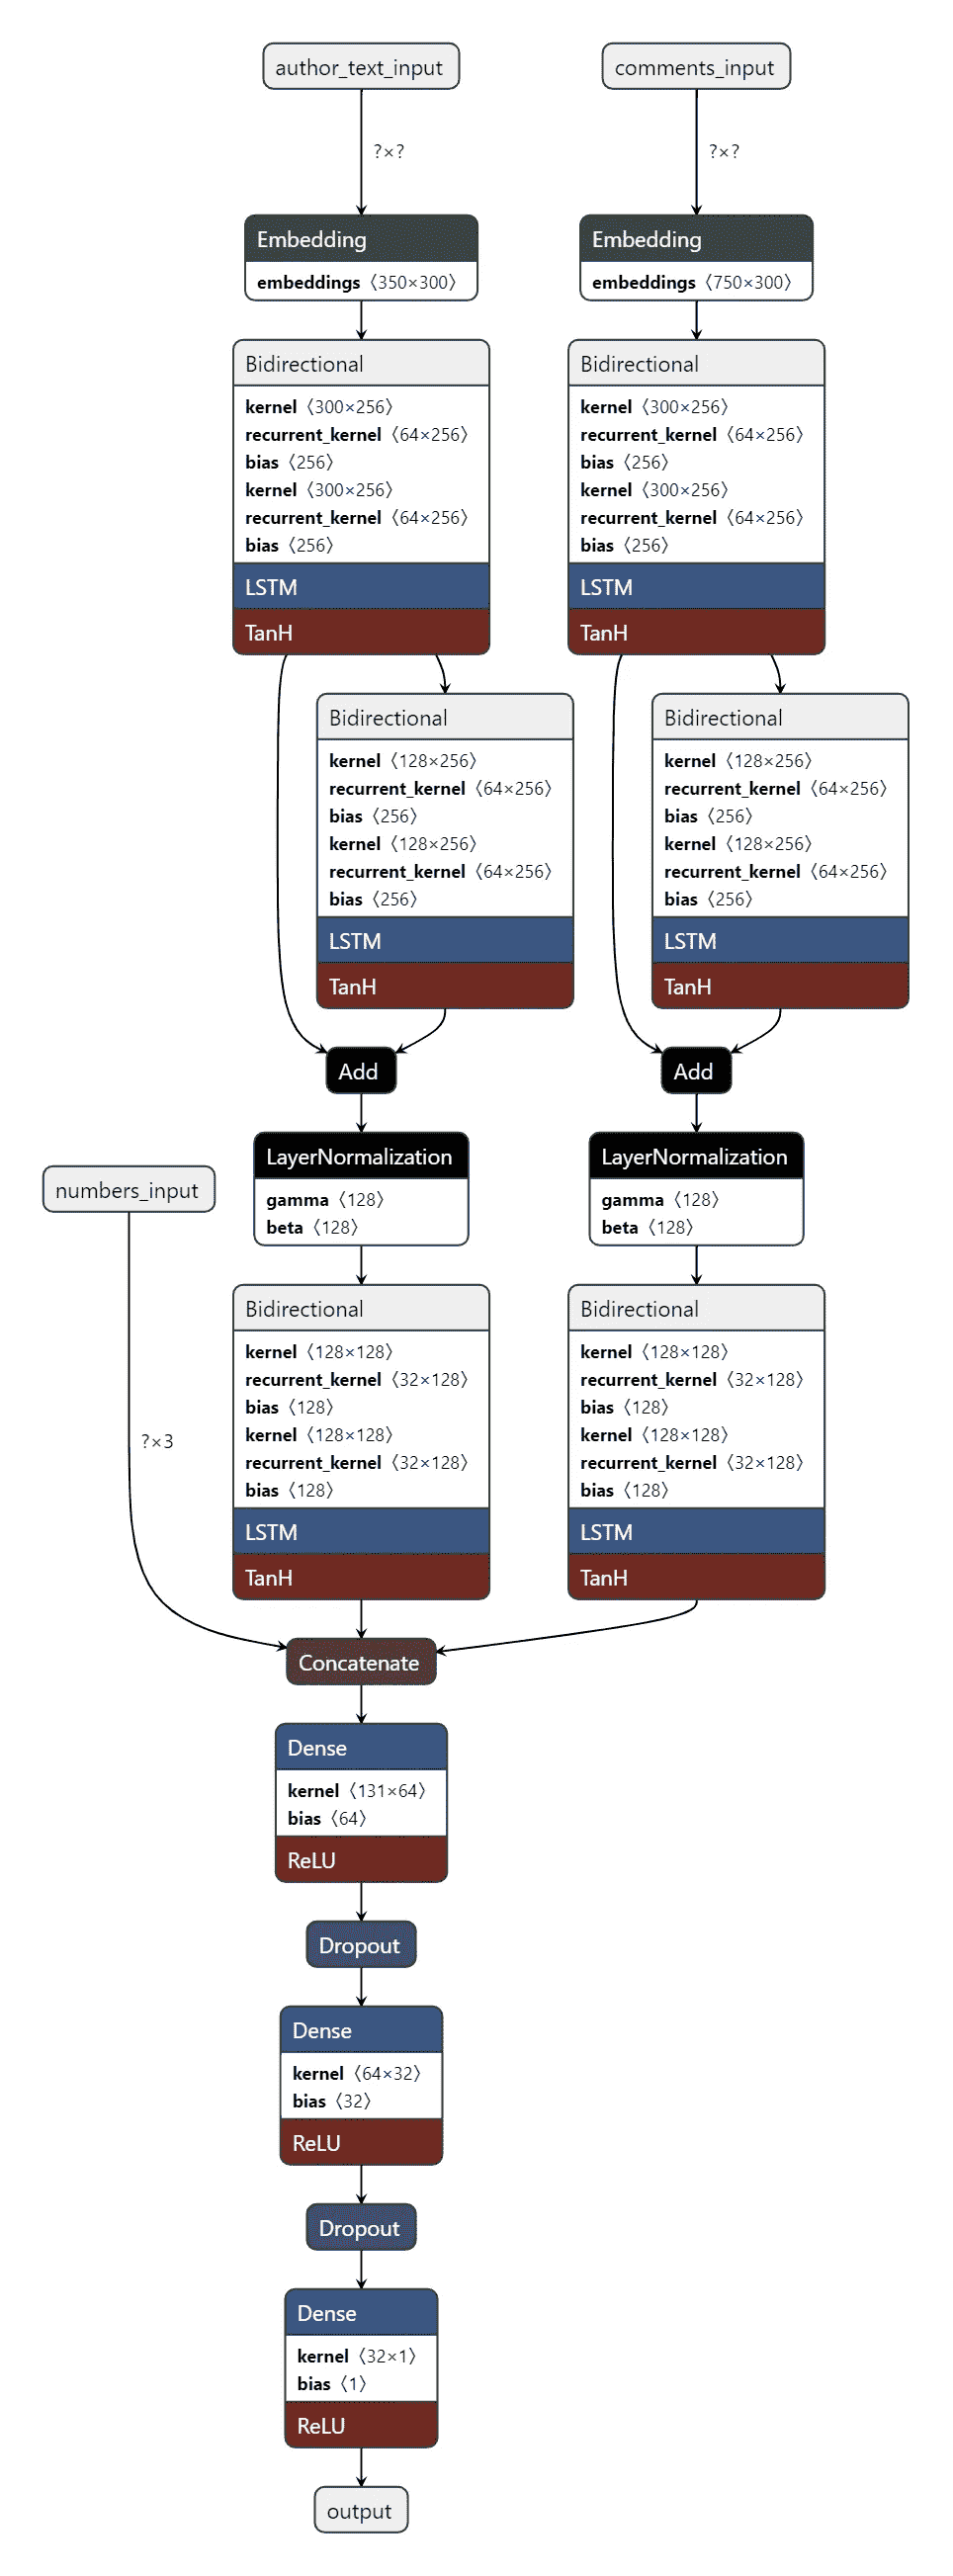 author_text_input
comments_input
?×?
?×?
Embedding
embeddings 〈350×300〉
Embedding
embeddings 〈750×300〉
Bidirectional
kernel 〈300×256〉
recurrent_kernel 〈64×256〉
bias 〈256〉
kernel 〈300×256〉
recurrent_kernel 〈64×256〉
bias 〈256〉
LSTM
TanH
Bidirectional
kernel 〈300×256〉
recurrent_kernel 〈64×256〉
bias 〈256〉
kernel 〈300×256〉
recurrent_kernel 〈64×256〉
bias 〈256〉
LSTM
TanH
Bidirectional
kernel 〈128×256〉
recurrent_kernel 〈64×256〉
bias 〈256〉
kernel 〈128×256〉
recurrent_kernel 〈64×256〉
bias 〈256〉
LSTM
TanH
Bidirectional
kernel 〈128×256〉
recurrent_kernel 〈64×256〉
bias 〈256〉
kernel 〈128×256〉
recurrent_kernel 〈64×256〉
bias 〈256〉
LSTM
TanH
Add
Add
LayerNormalization
gamma 〈128〉
beta 〈128〉
LayerNormalization
gamma 〈128〉
beta 〈128〉
numbers_input
?×3
Bidirectional
kernel 〈128×128〉
recurrent_kernel 〈32×128〉
bias 〈128〉
kernel 〈128×128〉
recurrent_kernel 〈32×128〉
bias 〈128〉
LSTM
TanH
Bidirectional
kernel 〈128×128〉
recurrent_kernel 〈32×128〉
bias 〈128〉
kernel 〈128×128〉
recurrent_kernel 〈32×128〉
bias 〈128〉
LSTM
TanH
Concatenate
Dense
kernel 〈131×64〉
bias 〈64〉
ReLU
Dropout
Dense
kernel 〈64×32〉
bias 〈32〉
ReLU
Dropout
Dense
kernel 〈32×1〉
bias 〈1〉
ReLU
output